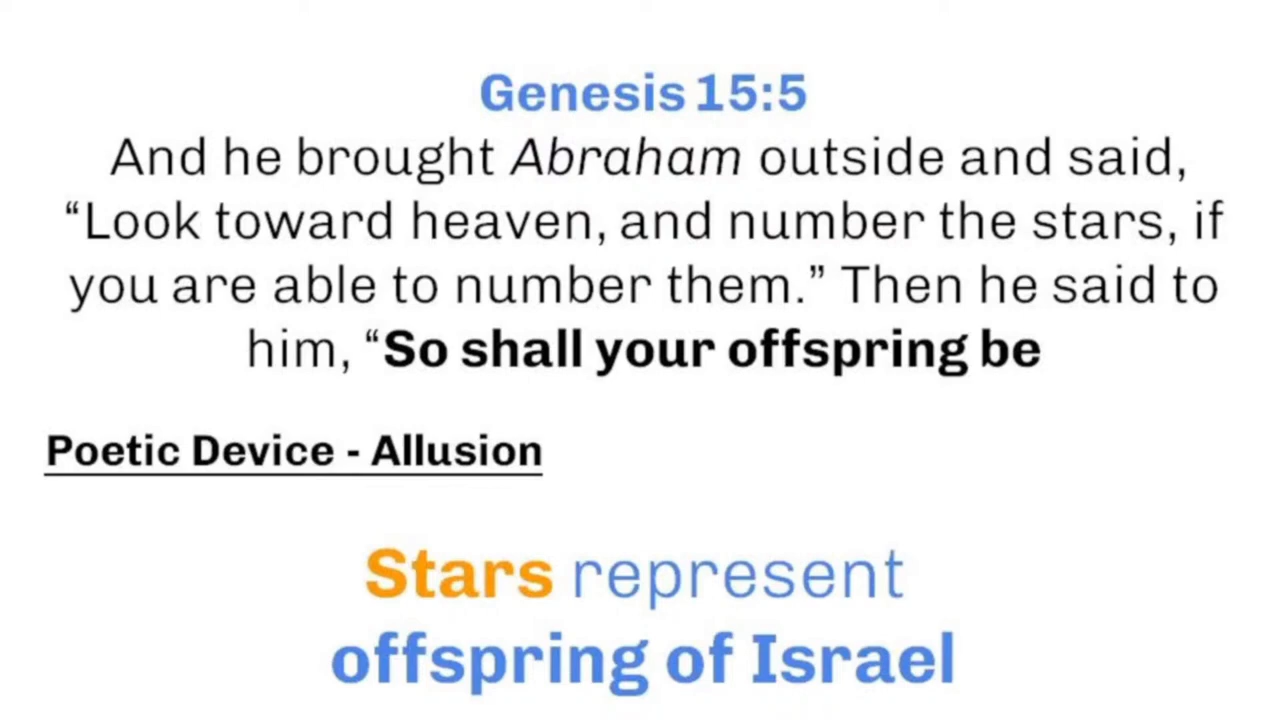 Genesis 15:5
And he brought Abraham outside and said,
“Look toward heaven, and number the stars, if
you are able to number them.” Then he said to
him, “So shall your offspring be
Poetic Device - Allusion
Stars represent
offspring of Israel